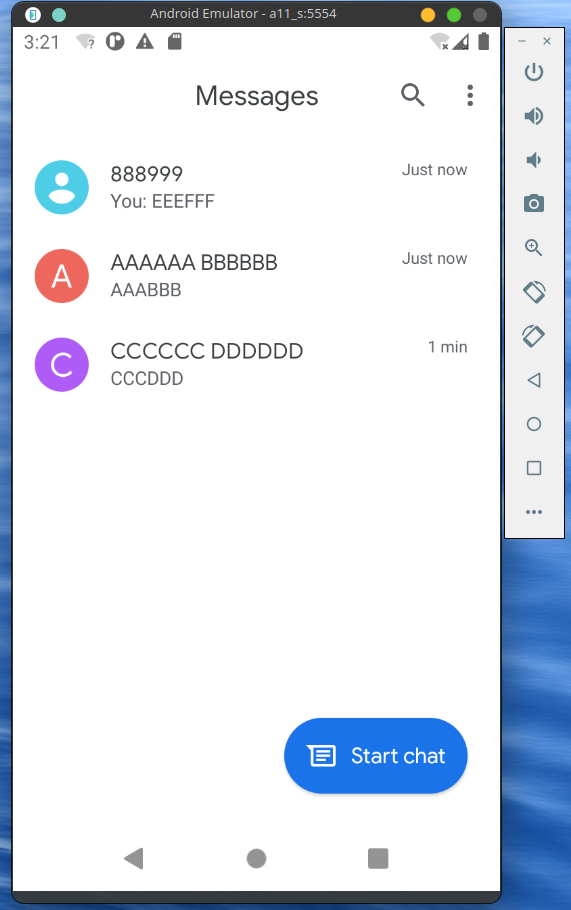 Android Emulator - a11_s:5554
3:21
Messages
888999
Just now
You: EEEFFF
A
AAAAAA BBBBBB
Just now
AAABBB
C
CCCCCC DDDDDD
1 min
CCCDDD
Start chat